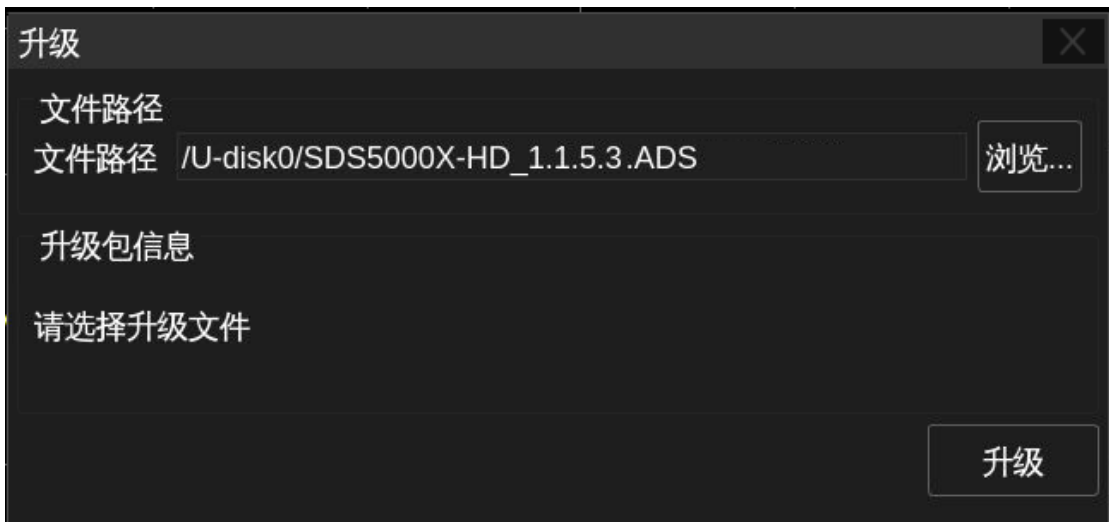 升级
文件路径
文件路径 /U-disk0/SDS5000X-HD_1.1.5.3.ADS 浏览...
升级包信息
请选择升级文件
升级